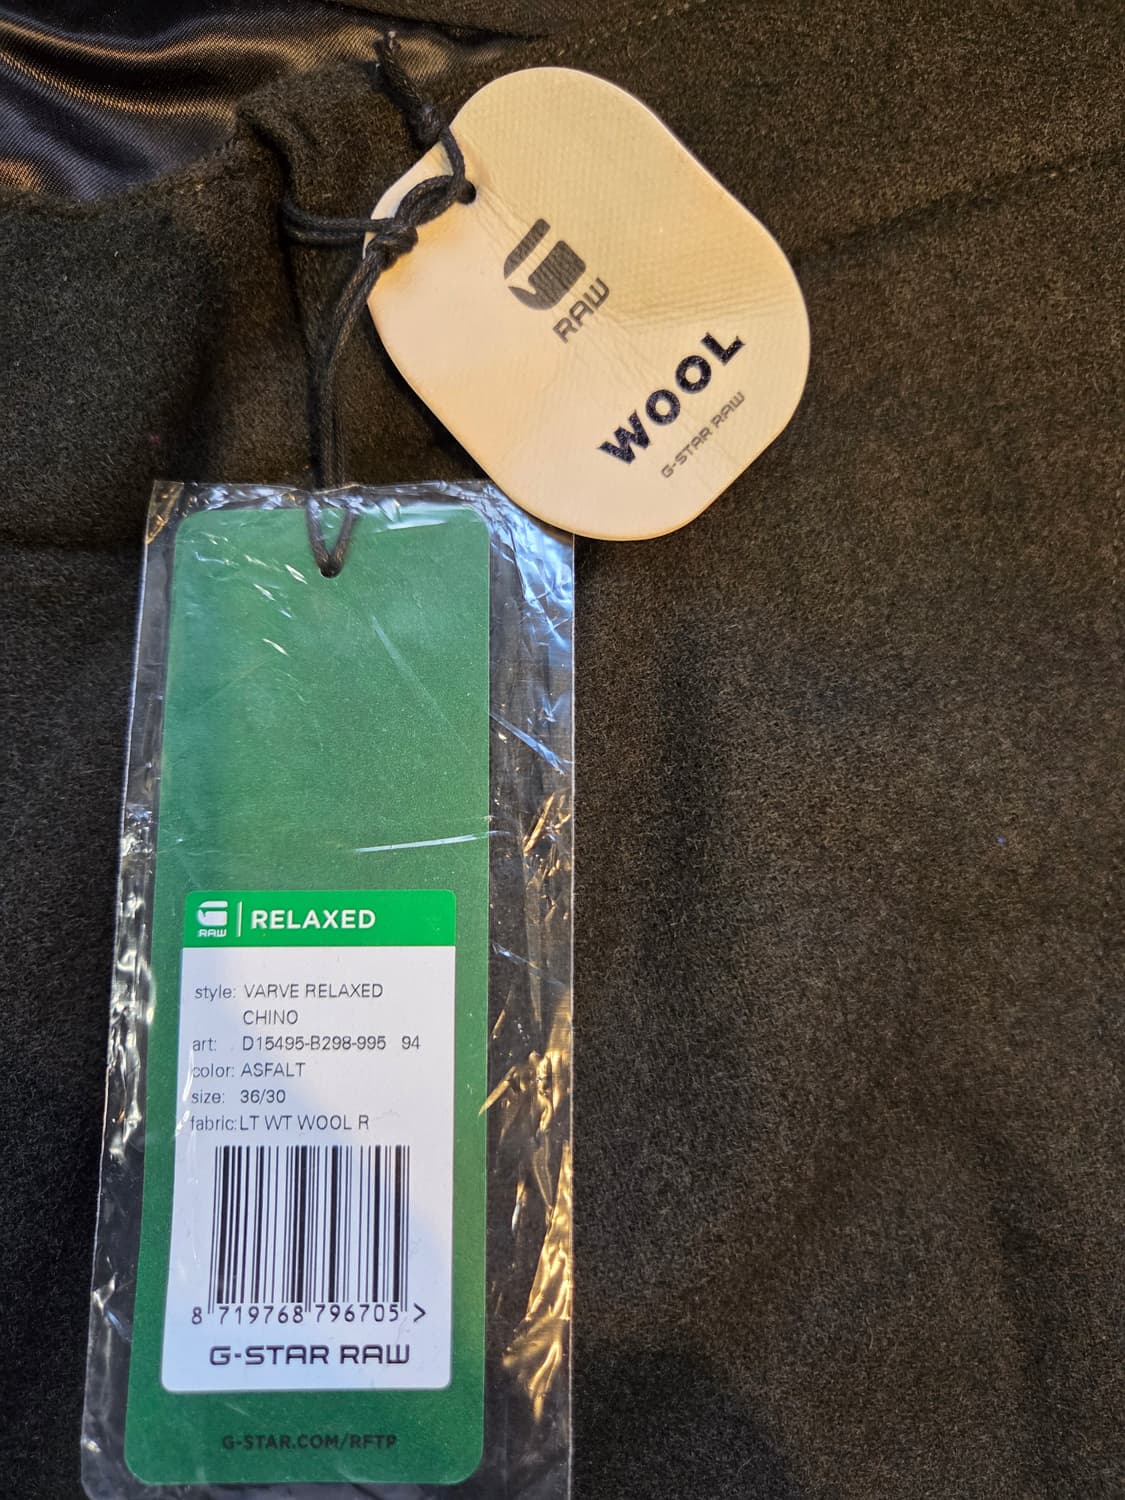 RAW
WOOL
G-STAR RAW
RAW
RELAXED
style: VARVE RELAXED
CHINO
art: D15495-B298-995 94
color: ASFALT
size: 36/30
fabric: LT WT WOOL R
8 719768 796705 >
G-STAR RAW
G-STAR.COM/RFTP